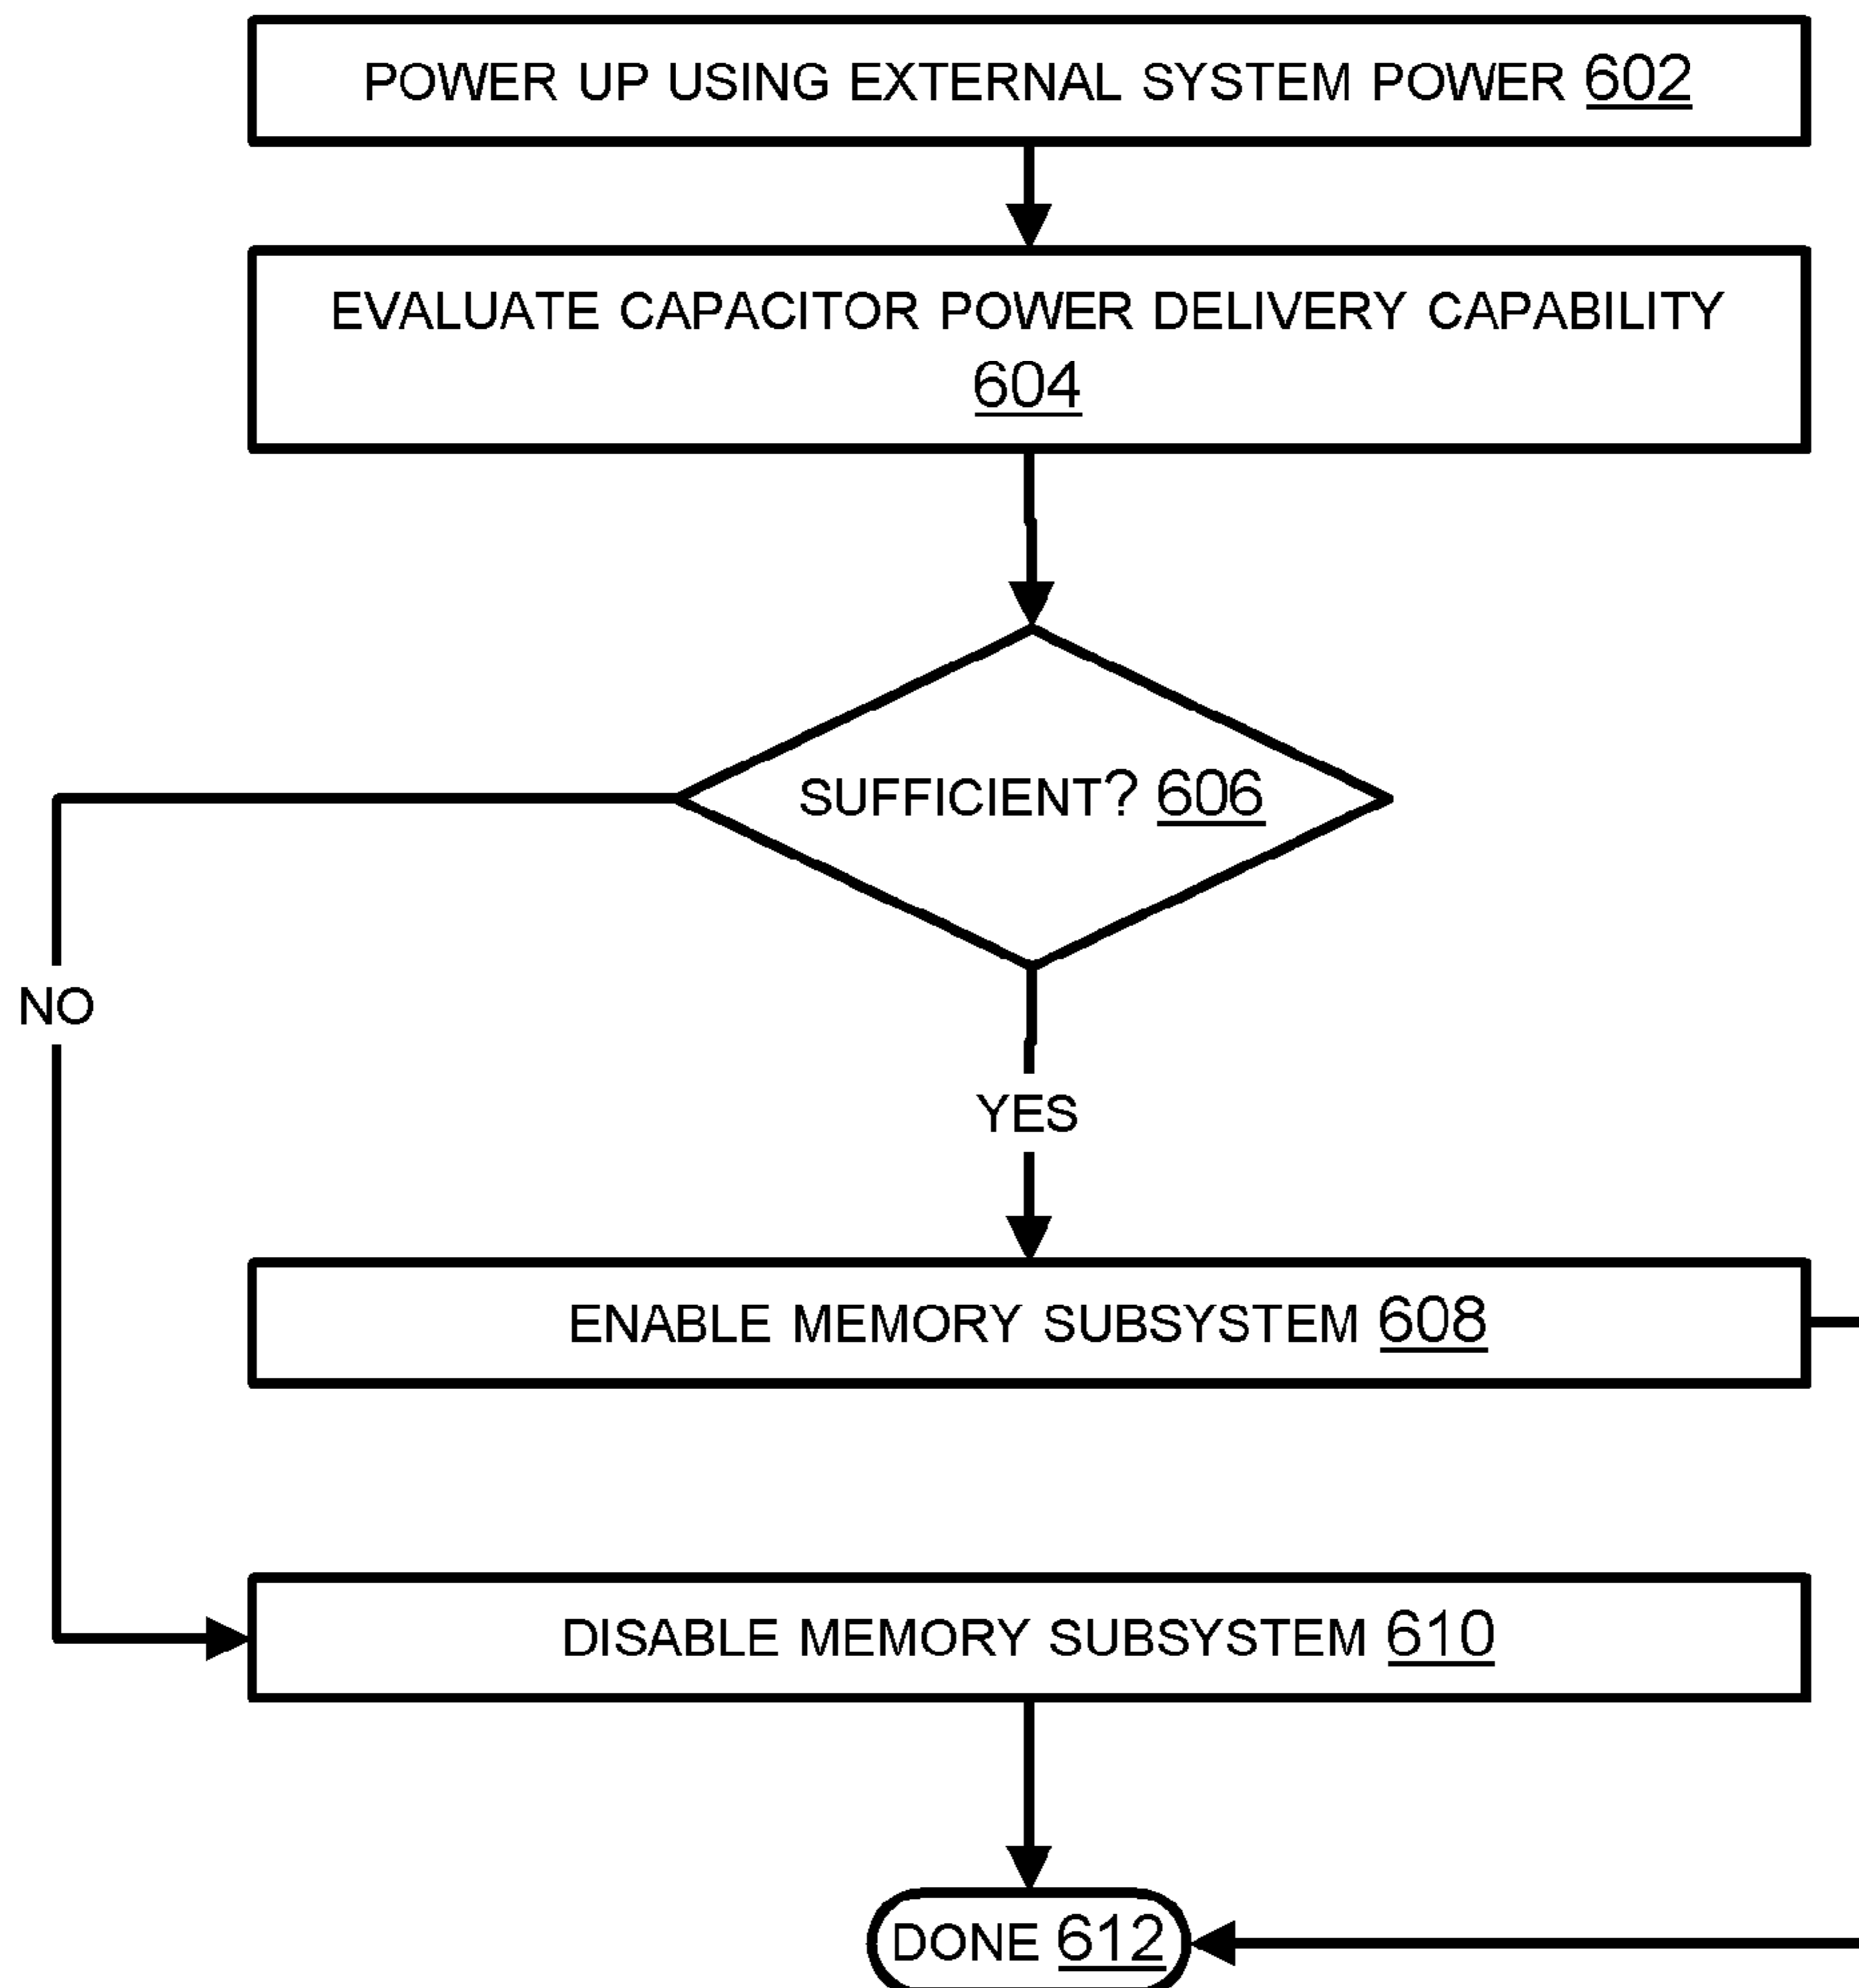 POWER UP USING EXTERNAL SYSTEM POWER 602
EVALUATE CAPACITOR POWER DELIVERY CAPABILITY
604
SUFFICIENT? 606
NO
YES
ENABLE MEMORY SUBSYSTEM 608
DISABLE MEMORY SUBSYSTEM 610
DONE 612